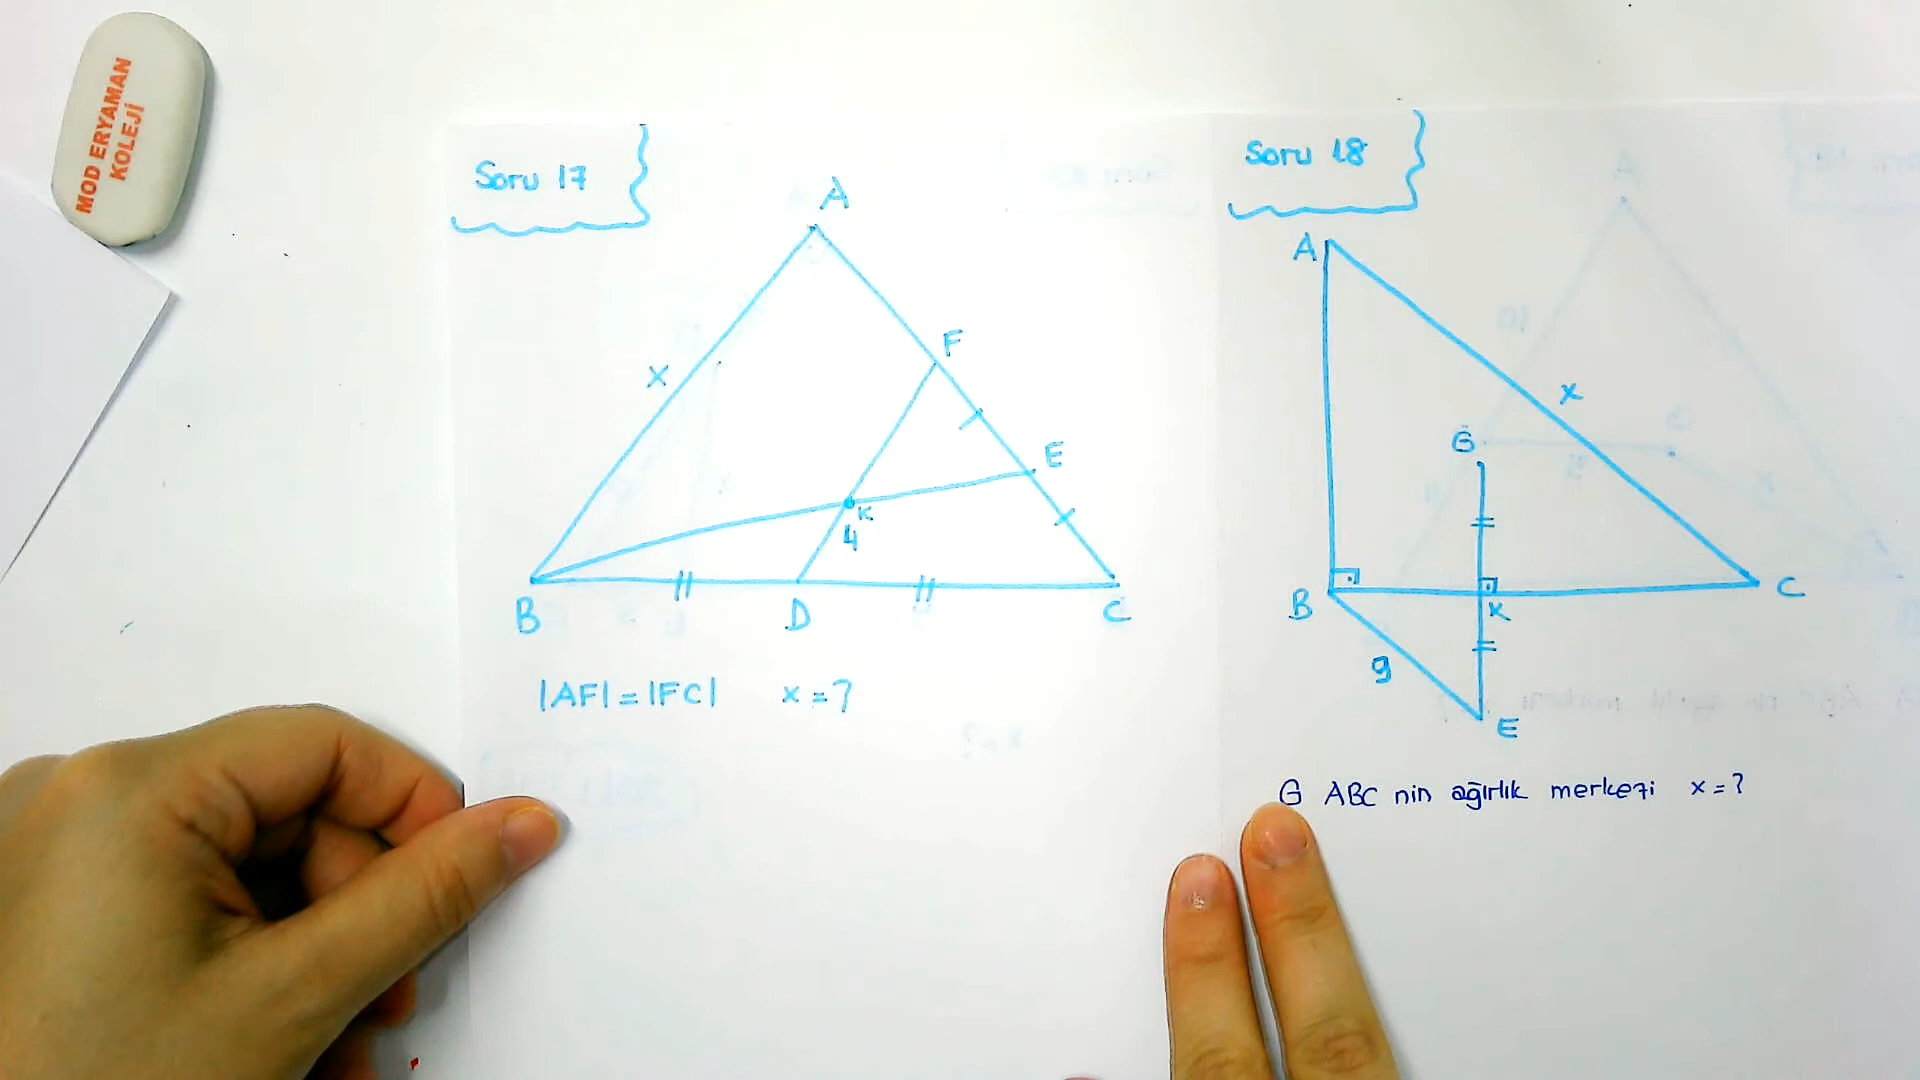 MOD ERYAMAN
KOLEJİ
Soru 17
A
F
x
E
K
4
B
D
C
|AF|=|FC| x=?
Soru 18
A
x
G
B
K
C
9
E
G ABC nin ağırlık merkezi x=?